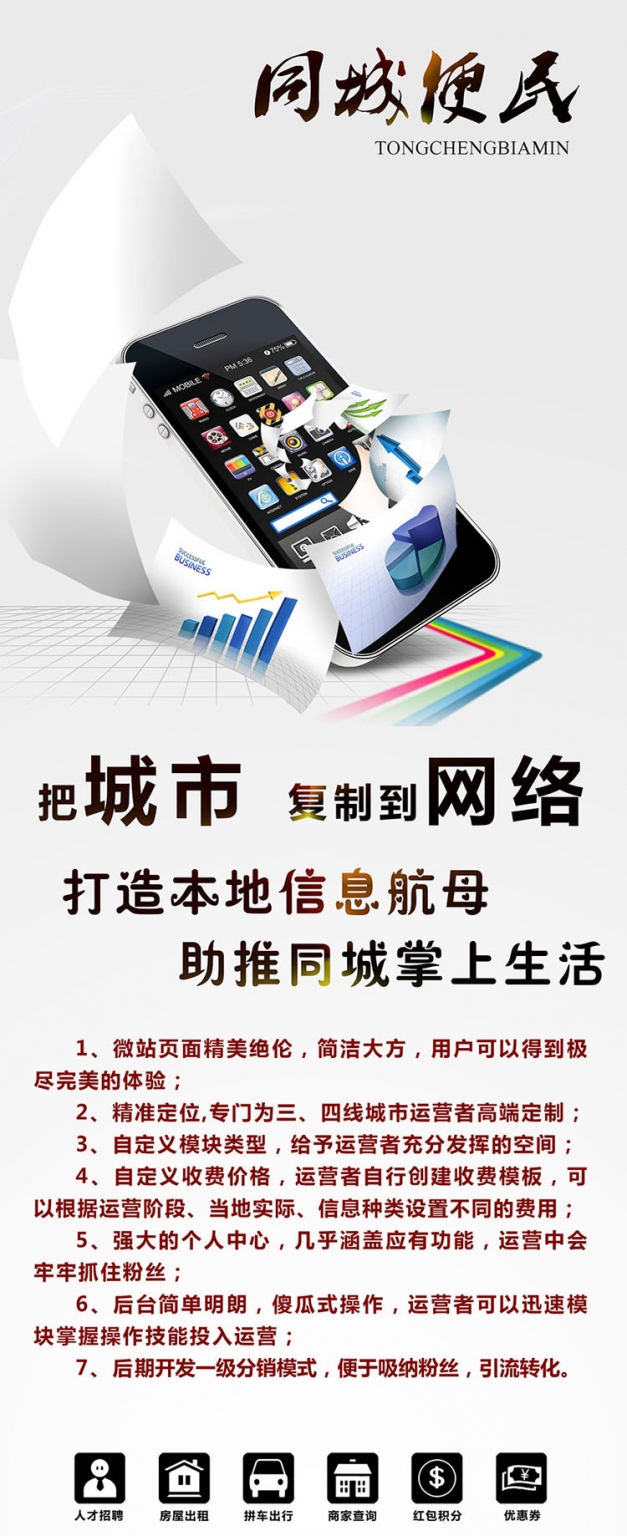 同城便民
TONGCHENGBIAMIN
MOBILE
PM 5:36
75%
SUCCESSFUL
BUSINESS
SUCCESSFUL
BUSINESS
把城市 复制到网络
打造本地信息航母
助推同城掌上生活
1、微站页面精美绝伦，简洁大方，用户可以得到极
尽完美的体验；
2、精准定位,专门为三、四线城市运营者高端定制；
3、自定义模块类型，给予运营者充分发挥的空间；
4、自定义收费价格，运营者自行创建收费模板，可
以根据运营阶段、当地实际、信息种类设置不同的费用；
5、强大的个人中心，几乎涵盖应有功能，运营中会
牢牢抓住粉丝；
6、后台简单明朗，傻瓜式操作，运营者可以迅速模
块掌握操作技能投入运营；
7、后期开发一级分销模式，便于吸纳粉丝，引流转化。
人才招聘 房屋出租 拼车出行 商家查询 红包积分 优惠券